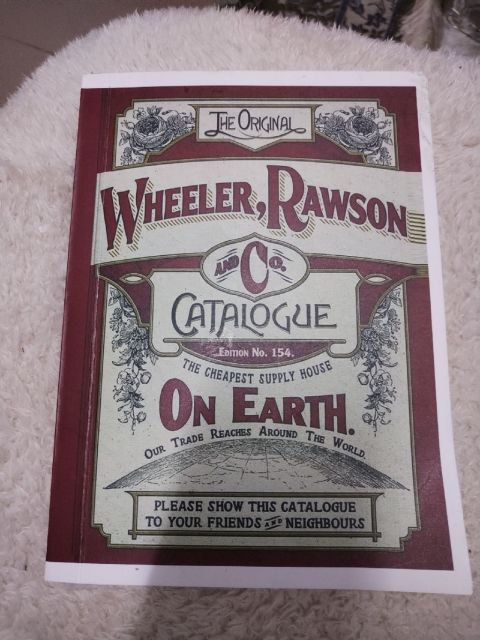 The Original
Wheeler, Rawson
and Co.
Catalogue
Edition No. 154.
The Cheapest Supply House
On Earth.
Our Trade Reaches Around The World.
Please Show This Catalogue
To Your Friends and Neighbours